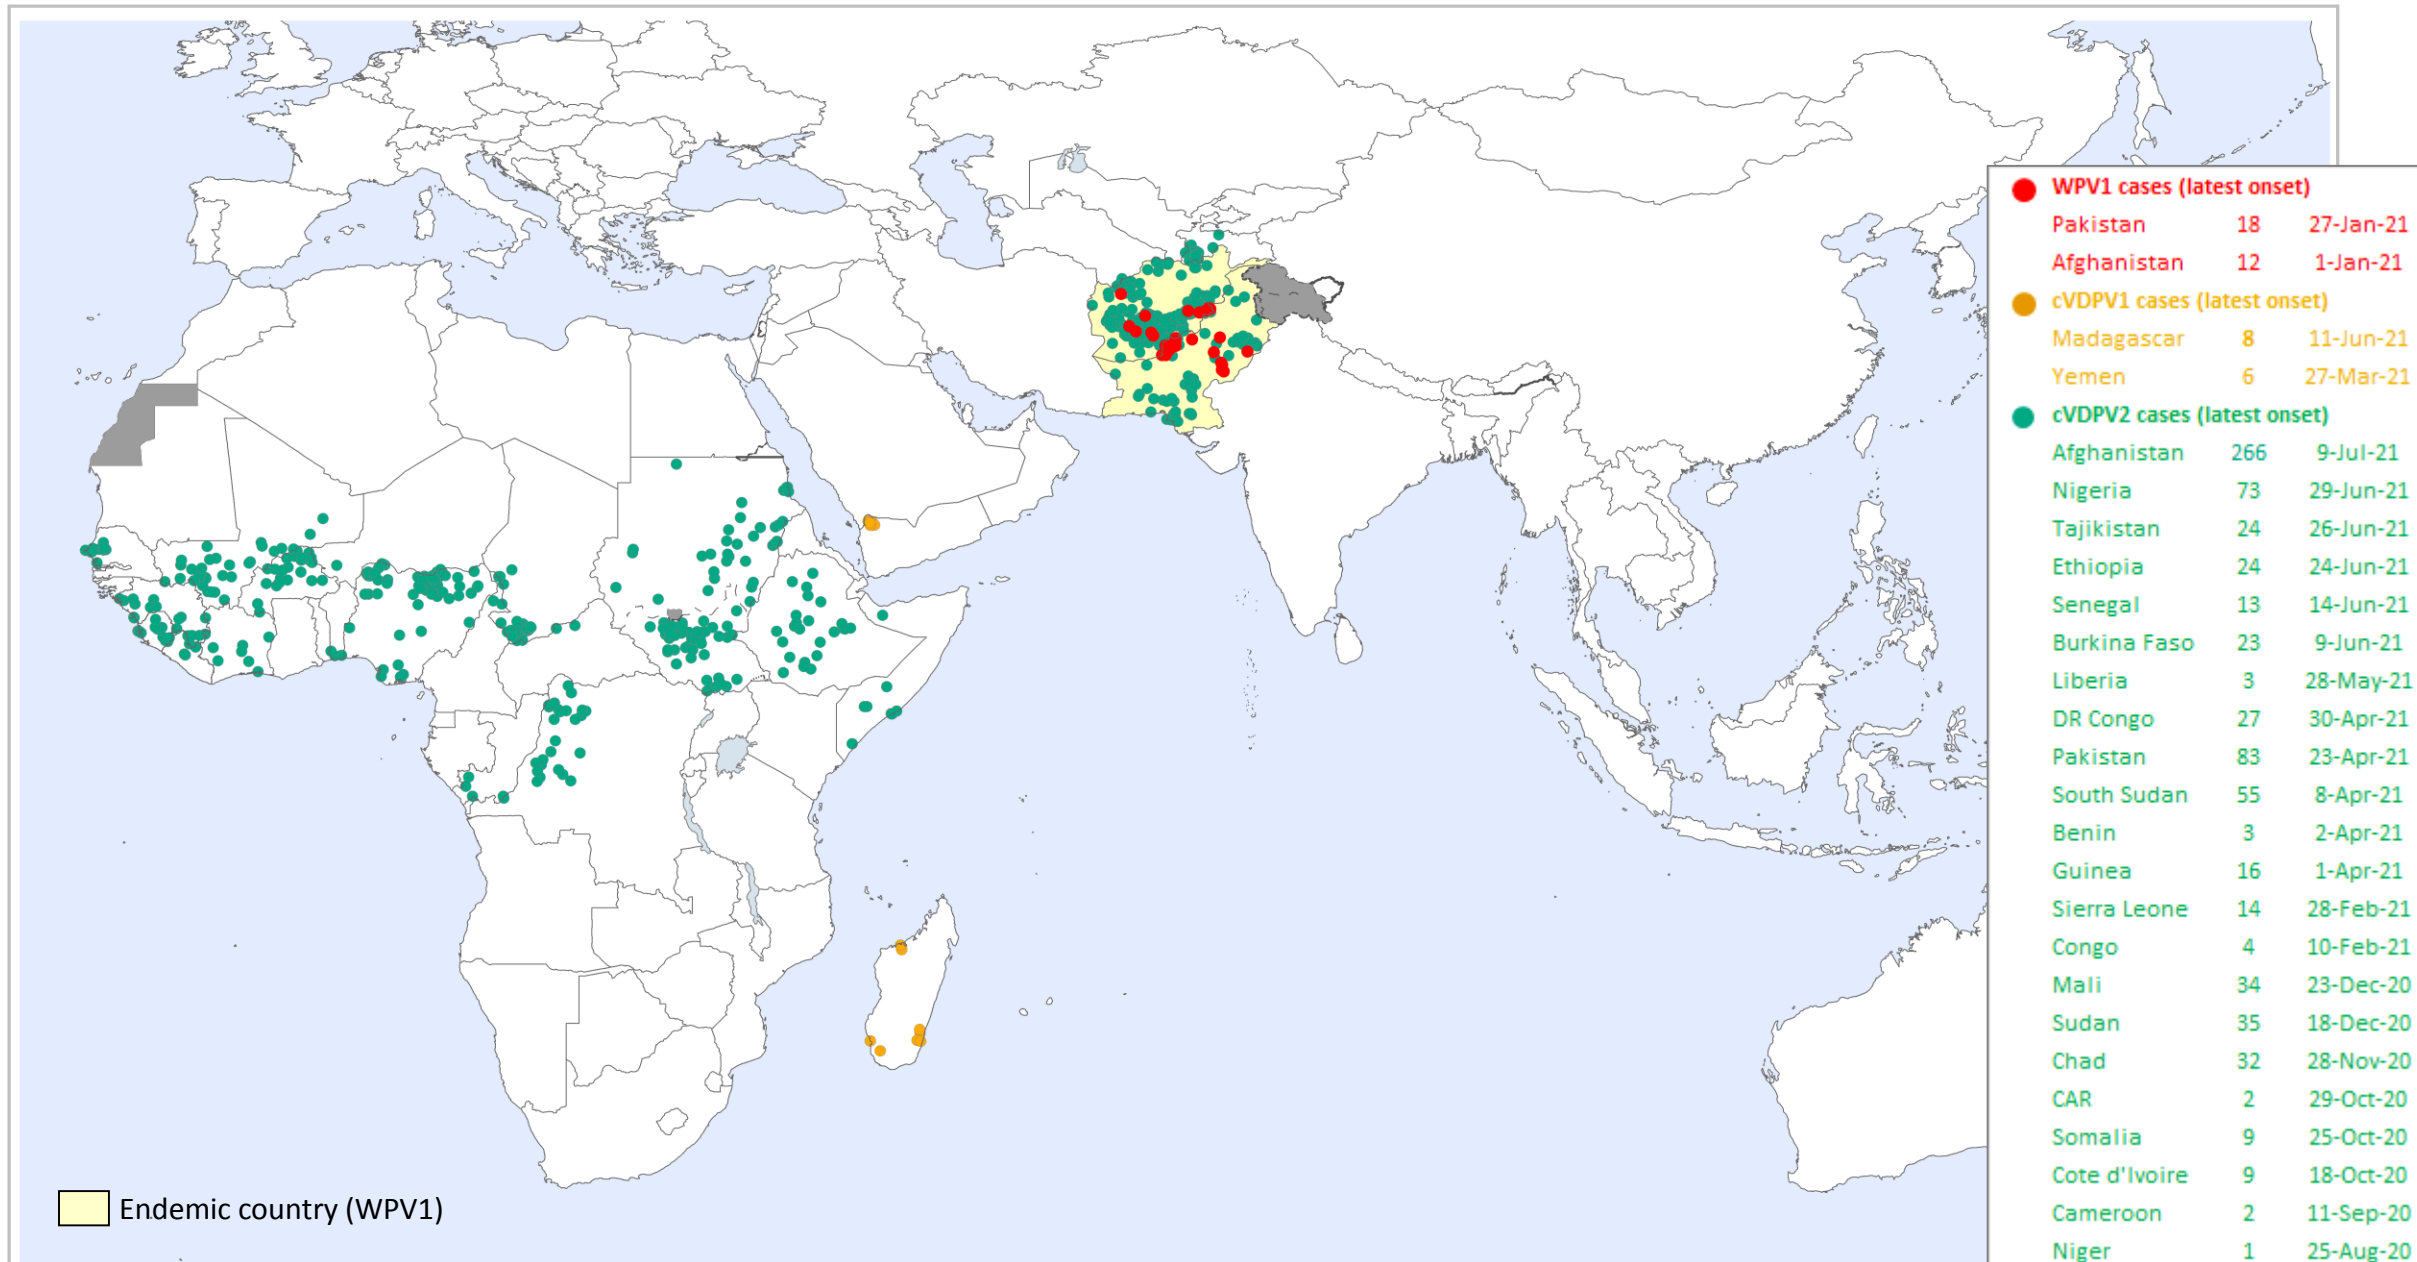 WPV1 cases (latest onset)
Pakistan 18 27-Jan-21
Afghanistan 12 1-Jan-21
cVDPV1 cases (latest onset)
Madagascar 8 11-Jun-21
Yemen 6 27-Mar-21
cVDPV2 cases (latest onset)
Afghanistan 266 9-Jul-21
Nigeria 73 29-Jun-21
Tajikistan 24 26-Jun-21
Ethiopia 24 24-Jun-21
Senegal 13 14-Jun-21
Burkina Faso 23 9-Jun-21
Liberia 3 28-May-21
DR Congo 27 30-Apr-21
Pakistan 83 23-Apr-21
South Sudan 55 8-Apr-21
Benin 3 2-Apr-21
Guinea 16 1-Apr-21
Sierra Leone 14 28-Feb-21
Congo 4 10-Feb-21
Mali 34 23-Dec-20
Sudan 35 18-Dec-20
Chad 32 28-Nov-20
CAR 2 29-Oct-20
Somalia 9 25-Oct-20
Cote d'Ivoire 9 18-Oct-20
Cameroon 2 11-Sep-20
Niger 1 25-Aug-20
Endemic country (WPV1)